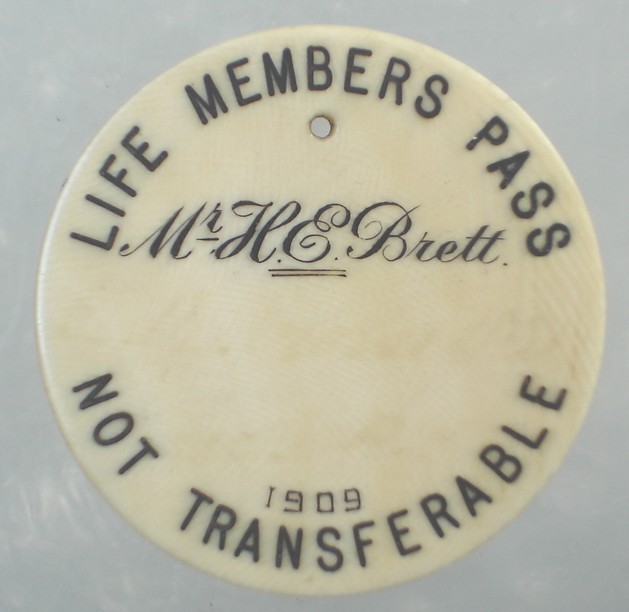 LIFE MEMBERS PASS
Mr. H.E. Brett.
1909
NOT TRANSFERABLE